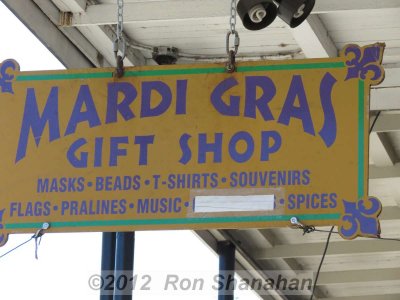 MARDI GRAS
GIFT SHOP
MASKS • BEADS • T-SHIRTS • SOUVENIRS
FLAGS • PRALINES • MUSIC • • SPICES
©2012 Ron Shanahan